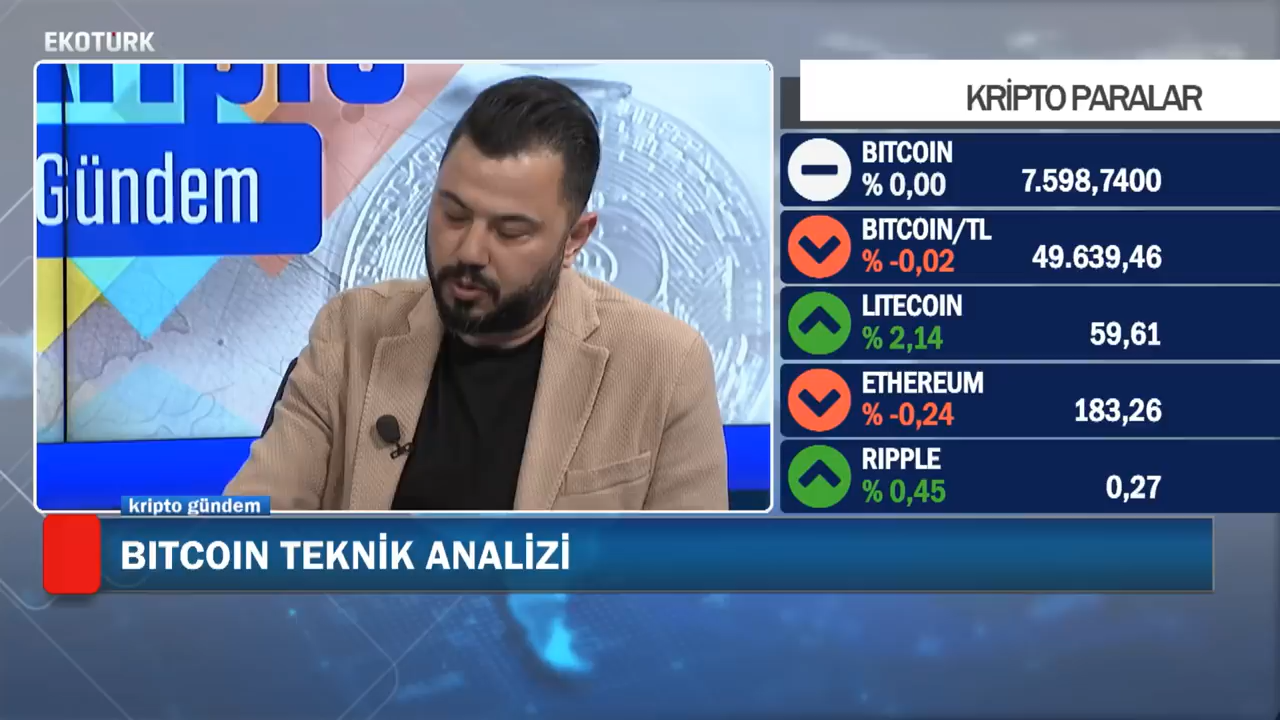 EKOTÜRK
kripto
Gündem
KRİPTO PARALAR
BITCOIN
% 0,00
7.598,7400
BITCOIN/TL
% -0,02
49.639,46
LITECOIN
% 2,14
59,61
ETHEREUM
% -0,24
183,26
RIPPLE
% 0,45
0,27
kripto gündem
BITCOIN TEKNİK ANALİZİ